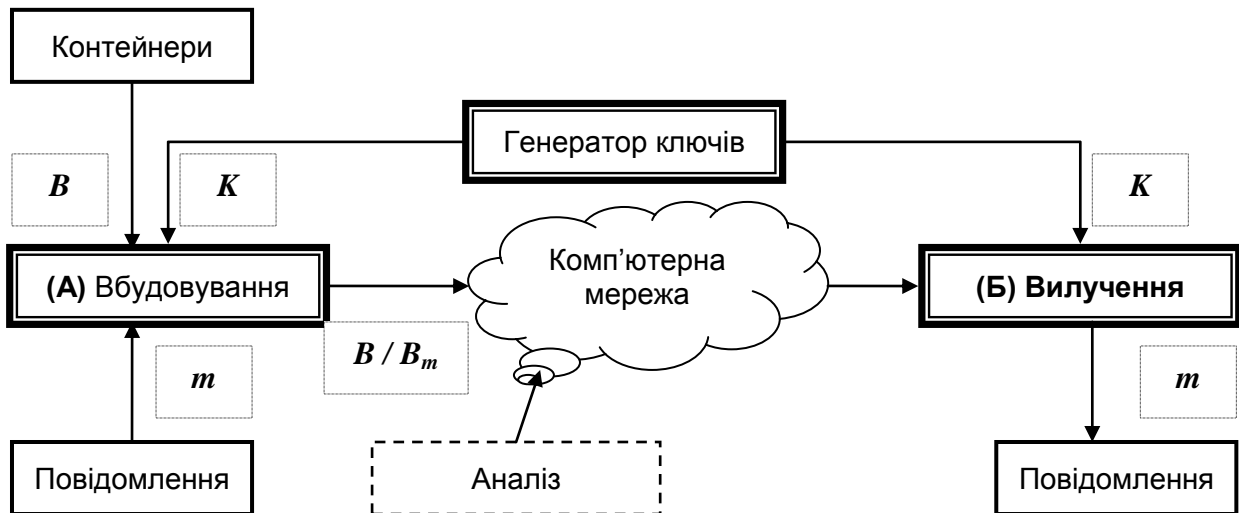 Контейнери
Генератор ключів
B
K
K
(А) Вбудовування
Комп’ютерна
мережа
(Б) Вилучення
B / Bm
m
m
Повідомлення
Аналіз
Повідомлення